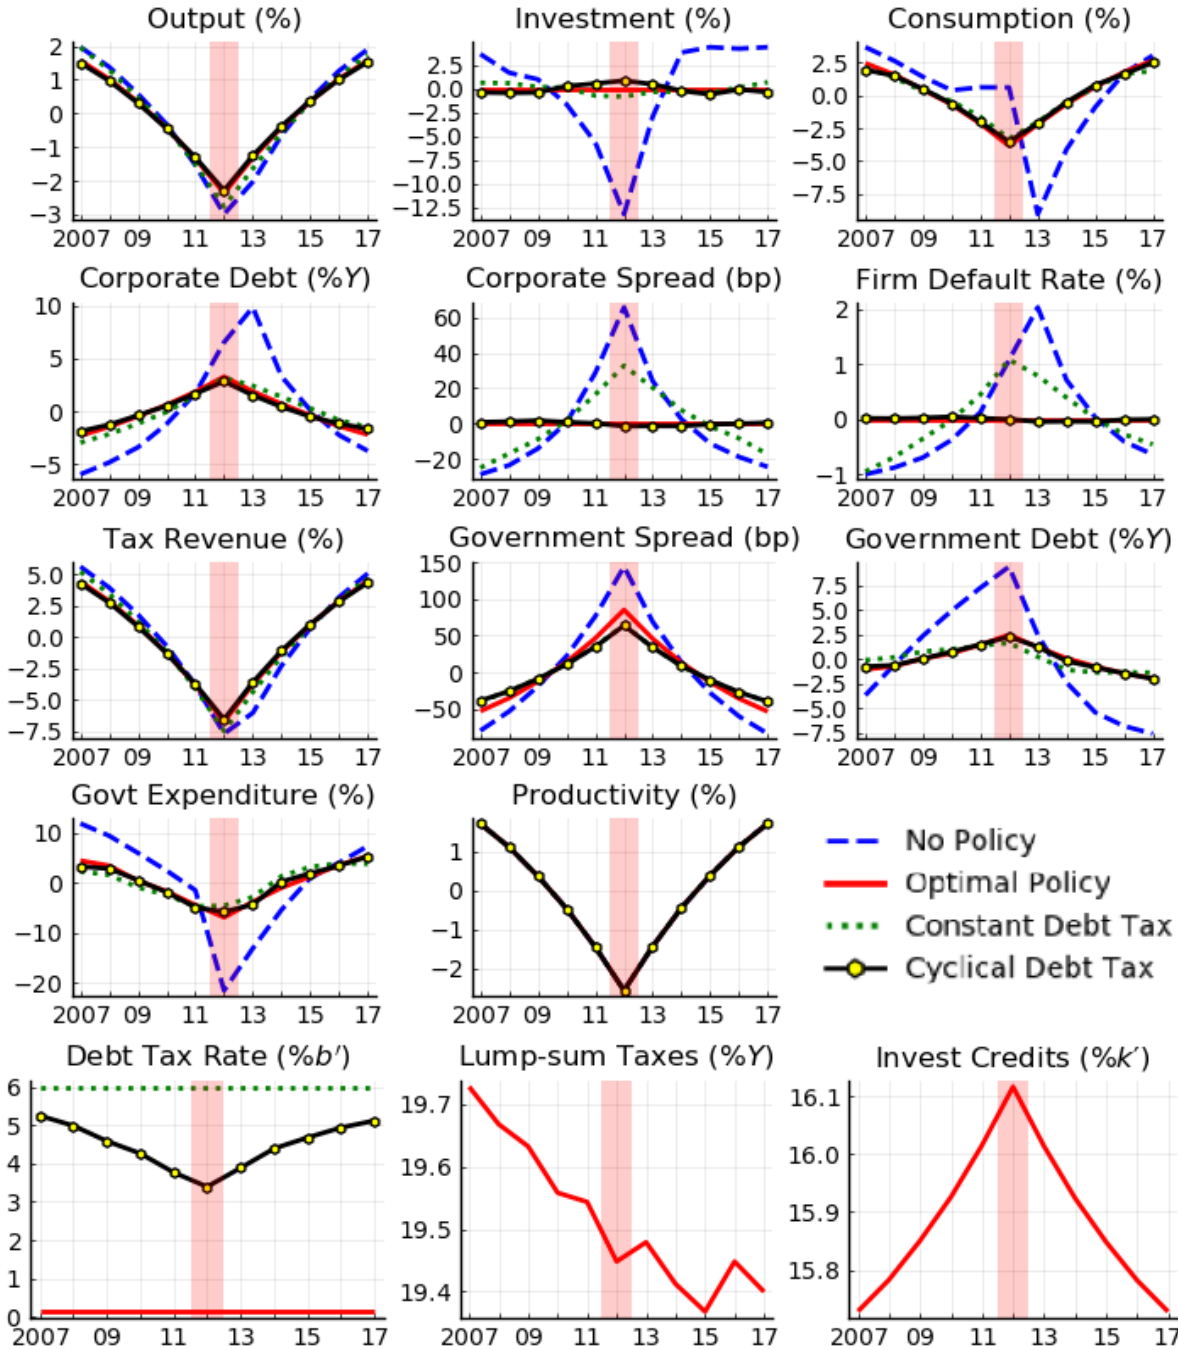 Output (%)
Investment (%)
Consumption (%)
2
1
0
−1
−2
−3
2.5
0.0
−2.5
−5.0
−7.5
−10.0
−12.5
2.5
0.0
−2.5
−5.0
−7.5
2007 09 11 13 15 17
2007 09 11 13 15 17
2007 09 11 13 15 17
Corporate Debt (%Y)
Corporate Spread (bp)
Firm Default Rate (%)
10
5
0
−5
60
40
20
0
−20
2
1
0
−1
2007 09 11 13 15 17
2007 09 11 13 15 17
2007 09 11 13 15 17
Tax Revenue (%)
Government Spread (bp)
Government Debt (%Y)
5.0
2.5
0.0
−2.5
−5.0
−7.5
150
100
50
0
−50
7.5
5.0
2.5
0.0
−2.5
−5.0
−7.5
2007 09 11 13 15 17
2007 09 11 13 15 17
2007 09 11 13 15 17
Govt Expenditure (%)
Productivity (%)
10
0
−10
−20
1
0
−1
−2
2007 09 11 13 15 17
2007 09 11 13 15 17
No Policy
Optimal Policy
Constant Debt Tax
Cyclical Debt Tax
Debt Tax Rate (%b′)
Lump-sum Taxes (%Y)
Invest Credits (%k′)
6
5
4
3
2
1
0
19.7
19.6
19.5
19.4
16.1
16.0
15.9
15.8
2007 09 11 13 15 17
2007 09 11 13 15 17
2007 09 11 13 15 17